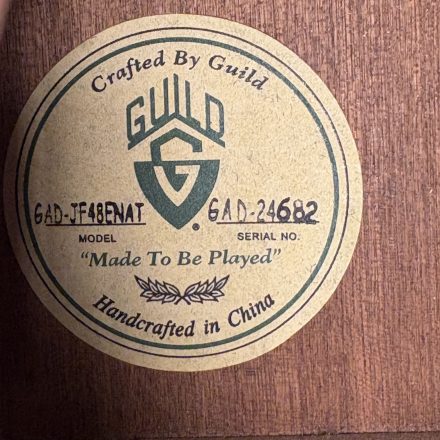 Crafted By Guild
GUILD
G
GAD-JF48ENAT GAD-24682
MODEL SERIAL NO.
"Made To Be Played"
Handcrafted in China